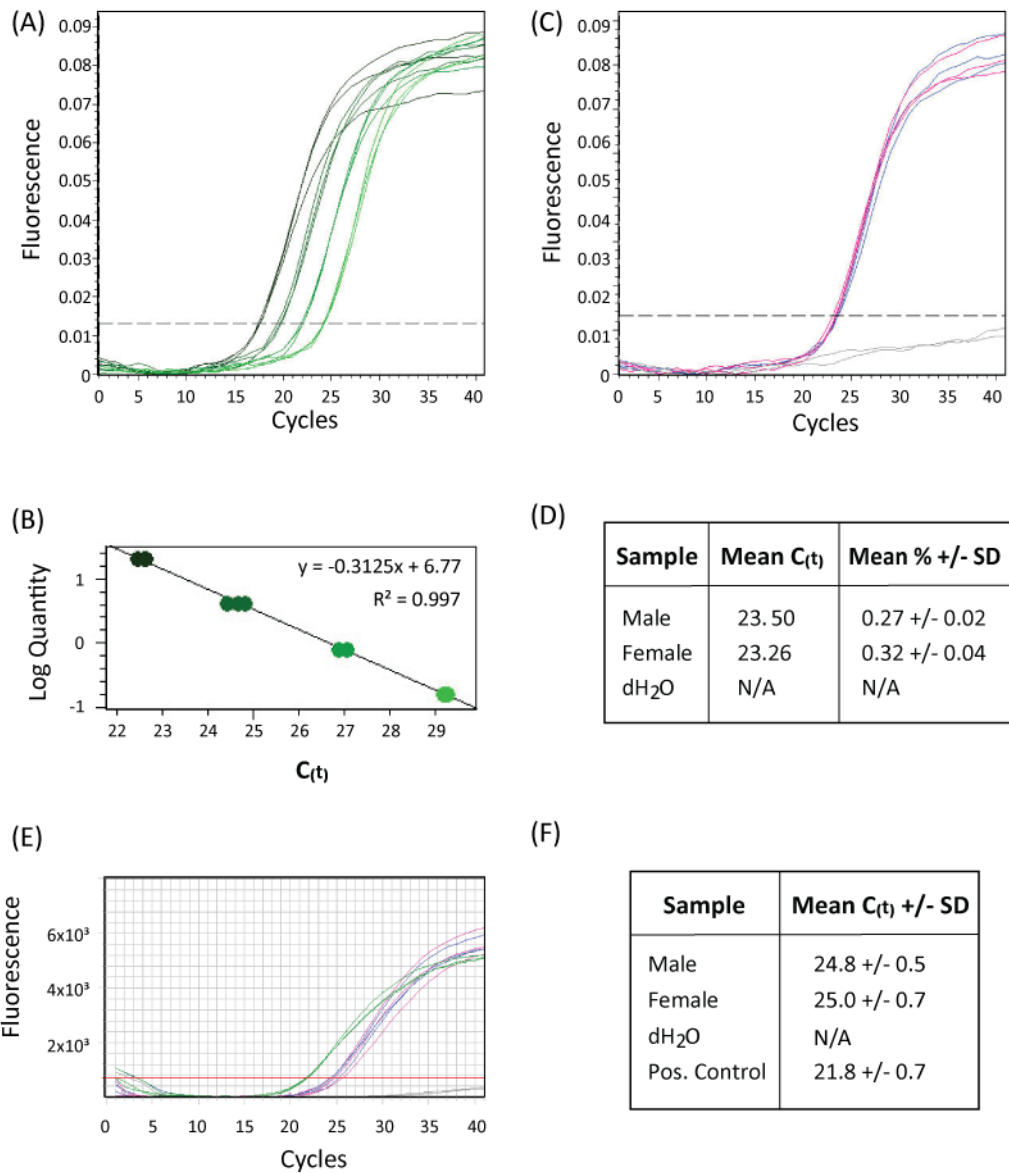 (A)
0.09
0.08
0.07
0.06
0.05
0.04
0.03
0.02
0.01
0
Fluorescence
0 5 10 15 20 25 30 35 40
Cycles
(C)
0.09
0.08
0.07
0.06
0.05
0.04
0.03
0.02
0.01
0
Fluorescence
0 5 10 15 20 25 30 35 40
Cycles
(B)
y = -0.3125x + 6.77
R² = 0.997
1
0
-1
Log Quantity
22 23 24 25 26 27 28 29
C(t)
(D)
Sample Mean C(t) Mean % +/- SD
Male 23.50 0.27 +/- 0.02
Female 23.26 0.32 +/- 0.04
dH₂O N/A N/A
(E)
6x10³
4x10³
2x10³
Fluorescence
0 5 10 15 20 25 30 35 40
Cycles
(F)
Sample Mean C(t) +/- SD
Male 24.8 +/- 0.5
Female 25.0 +/- 0.7
dH₂O N/A
Pos. Control 21.8 +/- 0.7